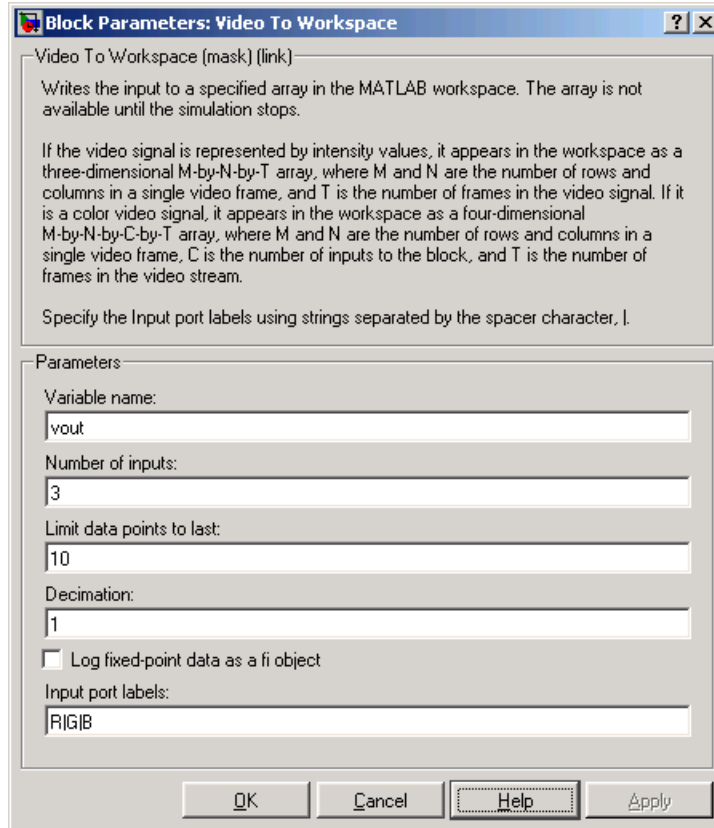 Block Parameters: Video To Workspace
Video To Workspace (mask) (link)
Writes the input to a specified array in the MATLAB workspace. The array is not
available until the simulation stops.
If the video signal is represented by intensity values, it appears in the workspace as a
three-dimensional M-by-N-by-T array, where M and N are the number of rows and
columns in a single video frame, and T is the number of frames in the video signal. If it
is a color video signal, it appears in the workspace as a four-dimensional
M-by-N-by-C-by-T array, where M and N are the number of rows and columns in a
single video frame, C is the number of inputs to the block, and T is the number of
frames in the video stream.
Specify the Input port labels using strings separated by the spacer character, |.
Parameters
Variable name:
vout
Number of inputs:
3
Limit data points to last:
10
Decimation:
1
Log fixed-point data as a fi object
Input port labels:
R|G|B
OK Cancel Help Apply